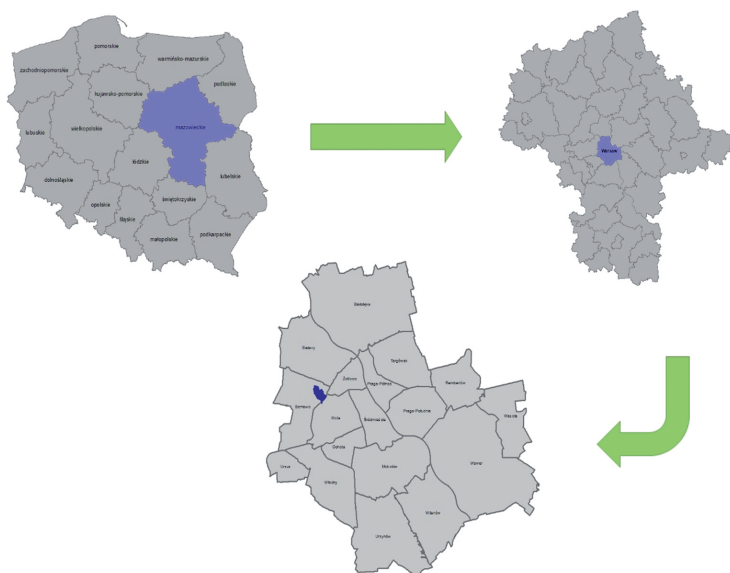 pomorskie
warmińsko-mazurskie
zachodniopomorskie
podlaskie
kujawsko-pomorskie
mazowieckie
lubuskie
wielkopolskie
łódzkie
lubelskie
dolnośląskie
opolskie
świętokrzyskie
śląskie
małopolskie
podkarpackie
Warsaw
Białołęka
Bielany
Targówek
Żoliborz
Praga-Północ
Rembertów
Bemowo
Wola
Śródmieście
Praga-Południe
Wesoła
Ochota
Ursus
Mokotów
Wawer
Włochy
Wilanów
Ursynów